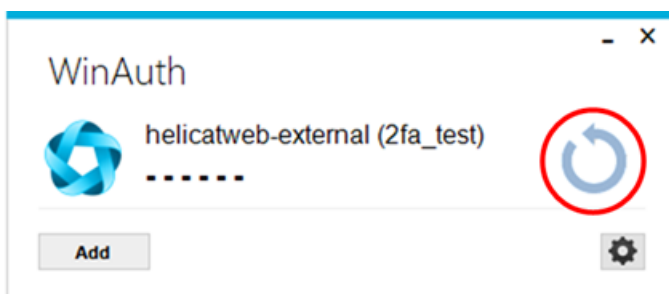 WinAuth
helicatweb-external (2fa_test)
------
Add